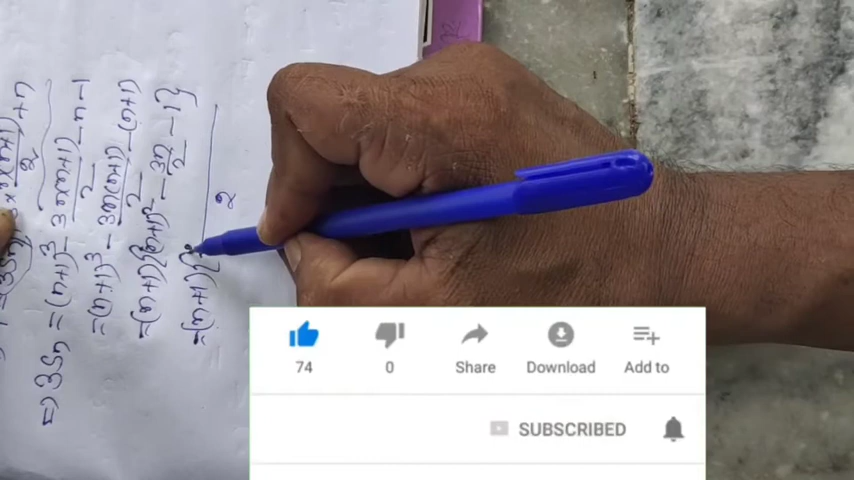 ⇒ 3Sn = (n+1)³ - 3n(n+1)/2 - n - 1
= (n+1)³ - 3n(n+1)/2 - (n+1)
= (n+1){(n+1)² - 3n/2 - 1}
= (n+1){ 2
74
0
Share
Download
Add to
SUBSCRIBED